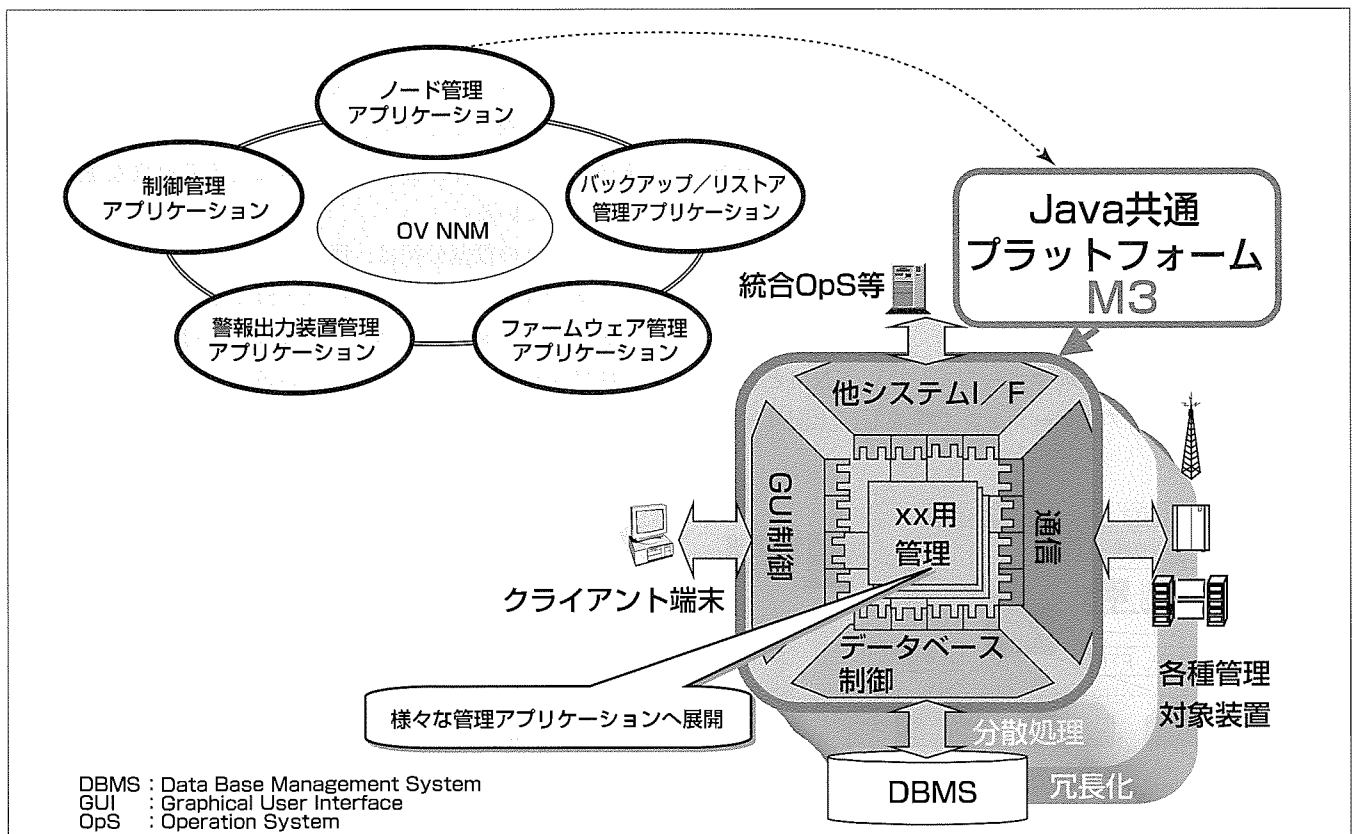 ノード管理
アプリケーション
制御管理
アプリケーション
バックアップ／リストア
管理アプリケーション
OV NNM
警報出力装置管理
アプリケーション
ファームウェア管理
アプリケーション
Java共通
プラットフォーム
M3
統合OpS等
他システムI／F
GUI制御
xx用
管理
通信
クライアント端末
データベース
制御
様々な管理アプリケーションへ展開
各種管理
対象装置
分散処理
冗長化
DBMS
DBMS : Data Base Management System
GUI : Graphical User Interface
OpS : Operation System